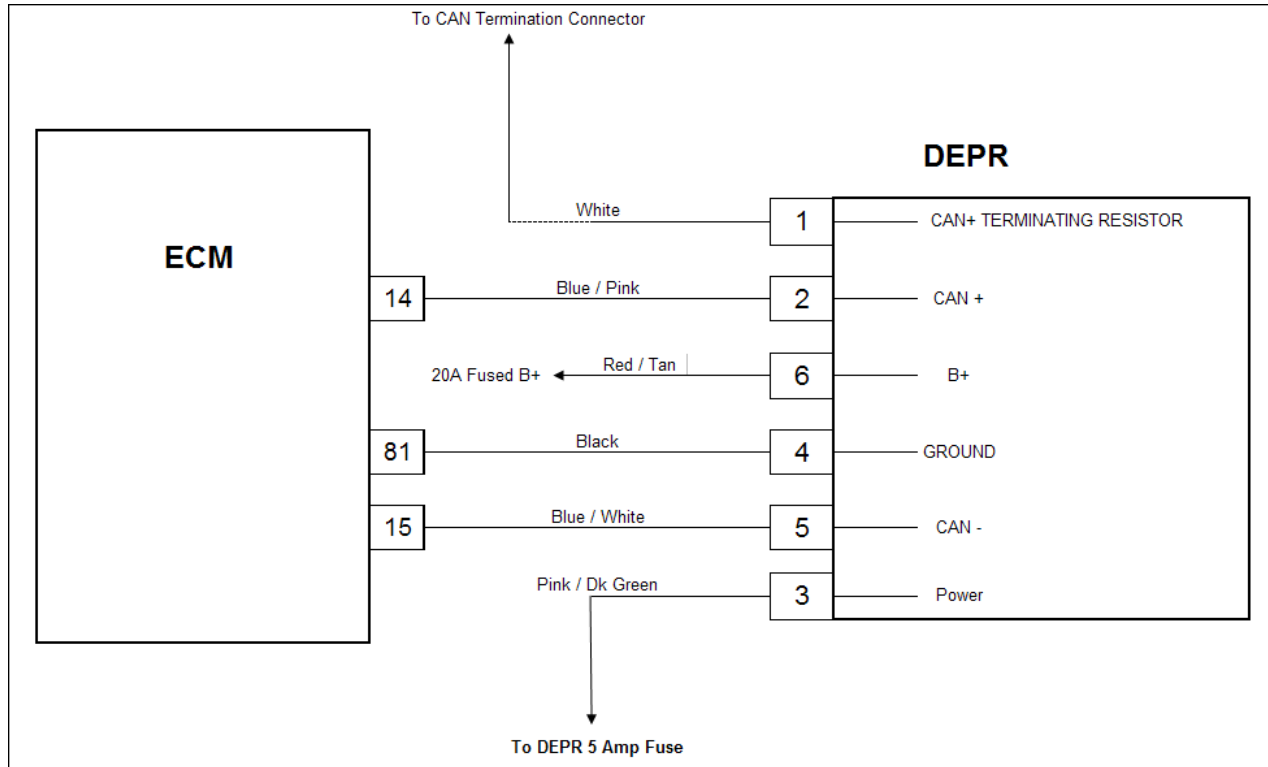 To CAN Termination Connector
DEPR
White
1
CAN+ TERMINATING RESISTOR
ECM
14
Blue / Pink
2
CAN +
20A Fused B+
Red / Tan
6
B+
81
Black
4
GROUND
15
Blue / White
5
CAN -
Pink / Dk Green
3
Power
To DEPR 5 Amp Fuse